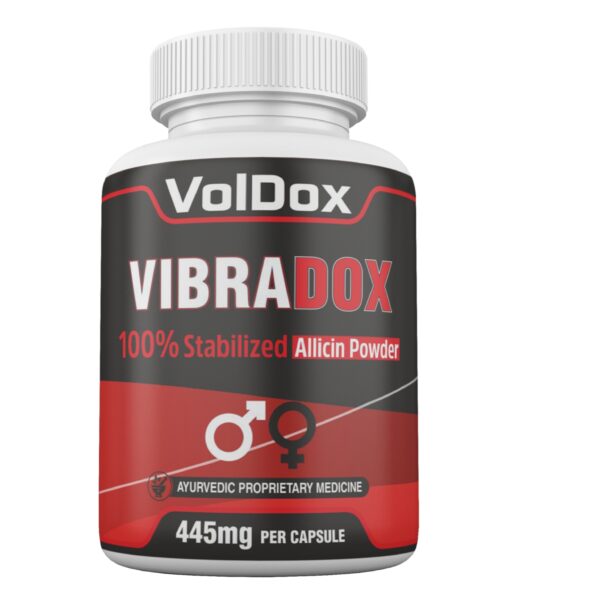 VolDox
VIBRADOX
100% Stabilized Allicin Powder
AYURVEDIC PROPRIETARY MEDICINE
445mg PER CAPSULE